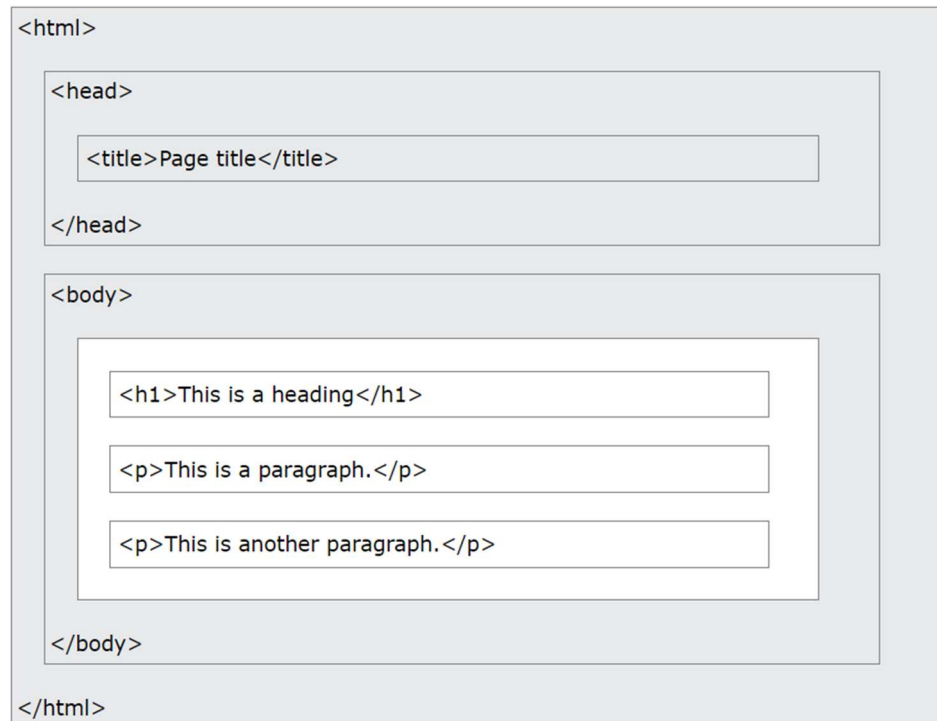 <html>
<head>
<title>Page title</title>
</head>
<body>
<h1>This is a heading</h1>
<p>This is a paragraph.</p>
<p>This is another paragraph.</p>
</body>
</html>